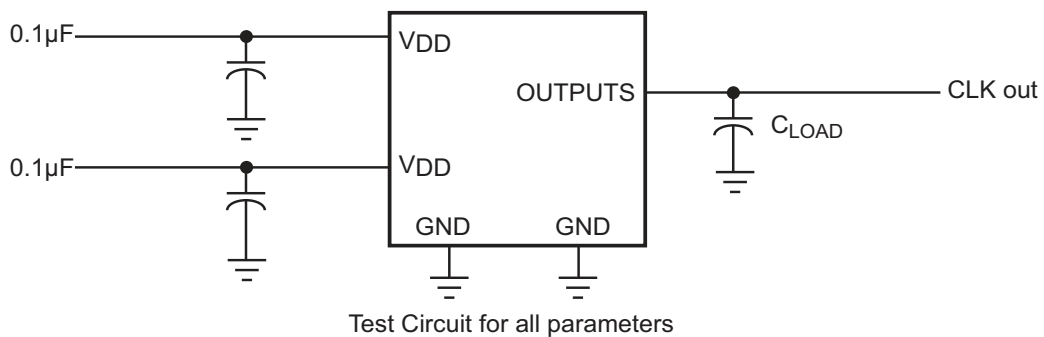 0.1µF
VDD
OUTPUTS
CLK out
CLOAD
0.1µF
VDD
GND GND
Test Circuit for all parameters